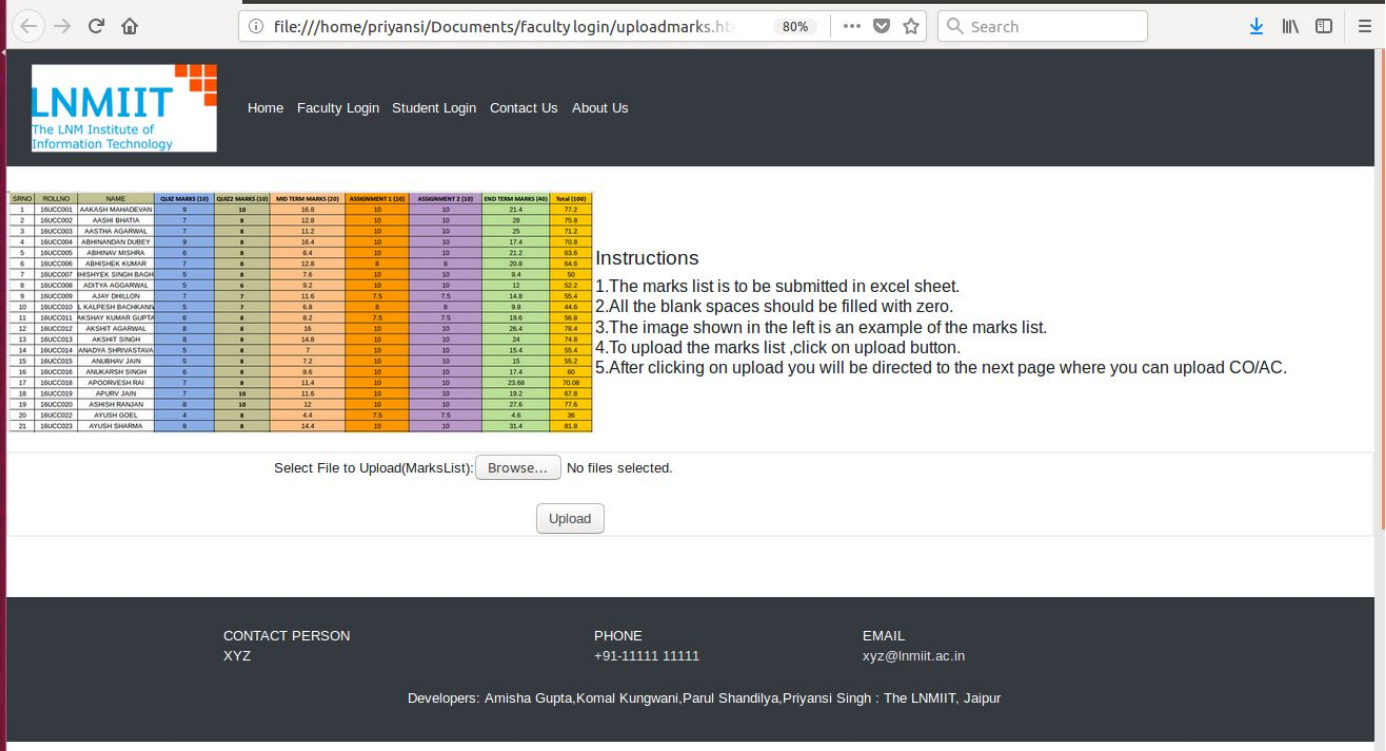 file:///home/priyansi/Documents/faculty login/uploadmarks.ht
80%
Search
LNMIIT
The LNM Institute of
Information Technology
Home Faculty Login Student Login Contact Us About Us
SRNO ROLLNO NAME QUIZ MARKS (10) QUIZ2 MARKS (10) MID TERM MARKS (20) ASSIGNMENT 1 (10) ASSIGNMENT 2 (10) END TERM MARKS (40) Total (100)
1 16UCC001 AAKASH MAHADEVAN 9 10 16.8 10 10 21.4 77.2
2 16UCC002 AASHI BHATIA 7 8 12.8 10 10 28 75.8
3 16UCC003 AASTHA AGARWAL 7 8 11.2 10 10 25 71.2
4 16UCC004 ABHINANDAN DUBEY 9 8 16.4 10 10 17.4 70.8
5 16UCC005 ABHINAV MISHRA 6 8 8.4 10 10 21.2 63.6
6 16UCC006 ABHISHEK KUMAR 7 8 12.8 8 8 20.8 64.6
7 16UCC007 HISHYEK SINGH BAGH 5 8 7.6 10 10 9.4 50
8 16UCC008 ADITYA AGGARWAL 5 6 9.2 10 10 12 52.2
9 16UCC009 AJAY DHILLON 7 7 11.6 7.5 7.5 14.8 55.4
10 16UCC010 L KALPESH BACHKANIV 5 7 6.8 8 8 9.8 44.6
11 16UCC011 AKSHAY KUMAR GUPTA 6 8 8.2 7.5 7.5 19.6 56.8
12 16UCC012 AKSHIT AGARWAL 8 8 16 10 10 26.4 78.4
13 16UCC013 AKSHIT SINGH 8 8 14.8 10 10 24 74.8
14 16UCC014 ANADYA SHRIVASTAVA 5 8 7 10 10 15.4 55.4
15 16UCC015 ANUBHAV JAIN 5 8 7.2 10 10 15 55.2
16 16UCC016 ANUKARSH SINGH 6 8 8.6 10 10 17.4 60
17 16UCC018 APOORVESH RAI 7 8 11.4 10 10 23.68 70.08
18 16UCC019 APURV JAIN 7 10 11.6 10 10 19.2 67.8
19 16UCC020 ASHISH RANJAN 8 10 12 10 10 27.6 77.6
20 16UCC022 AYUSH GOEL 4 8 4.4 7.5 7.5 4.6 36
21 16UCC023 AYUSH SHARMA 8 8 14.4 10 10 31.4 81.8
Instructions
1.The marks list is to be submitted in excel sheet.
2.All the blank spaces should be filled with zero.
3.The image shown in the left is an example of the marks list.
4.To upload the marks list ,click on upload button.
5.After clicking on upload you will be directed to the next page where you can upload CO/AC.
Select File to Upload(MarksList): Browse... No files selected.
Upload
CONTACT PERSON PHONE EMAIL
XYZ +91-11111 11111 xyz@lnmiit.ac.in
Developers: Amisha Gupta,Komal Kungwani,Parul Shandilya,Priyansi Singh : The LNMIIT, Jaipur